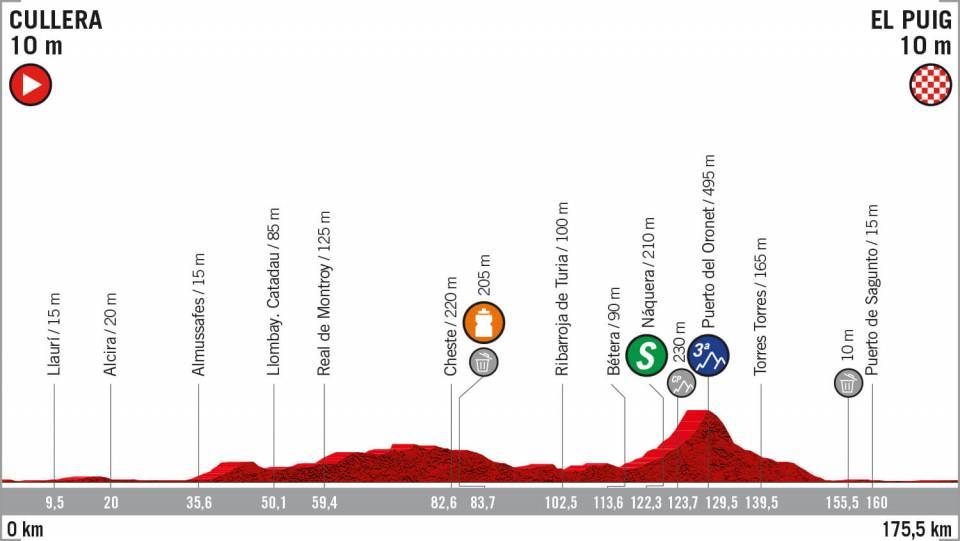 CULLERA
10 m
EL PUIG
10 m
Llaurí / 15 m
Alcira / 20 m
Almussafes / 15 m
Llombay. Catadau / 85 m
Real de Montroy / 125 m
Cheste / 220 m
205 m
Ribarroja de Turia / 100 m
Bétera / 90 m
Náquera / 210 m
S
230 m
CP
Puerto del Oronet / 495 m
3ª
Torres Torres / 165 m
10 m
Puerto de Sagunto / 15 m
9,5
20
35,6
50,1
59,4
82,6
83,7
102,5
113,6
122,3
123,7
129,5
139,5
155,5
160
0 km
175,5 km